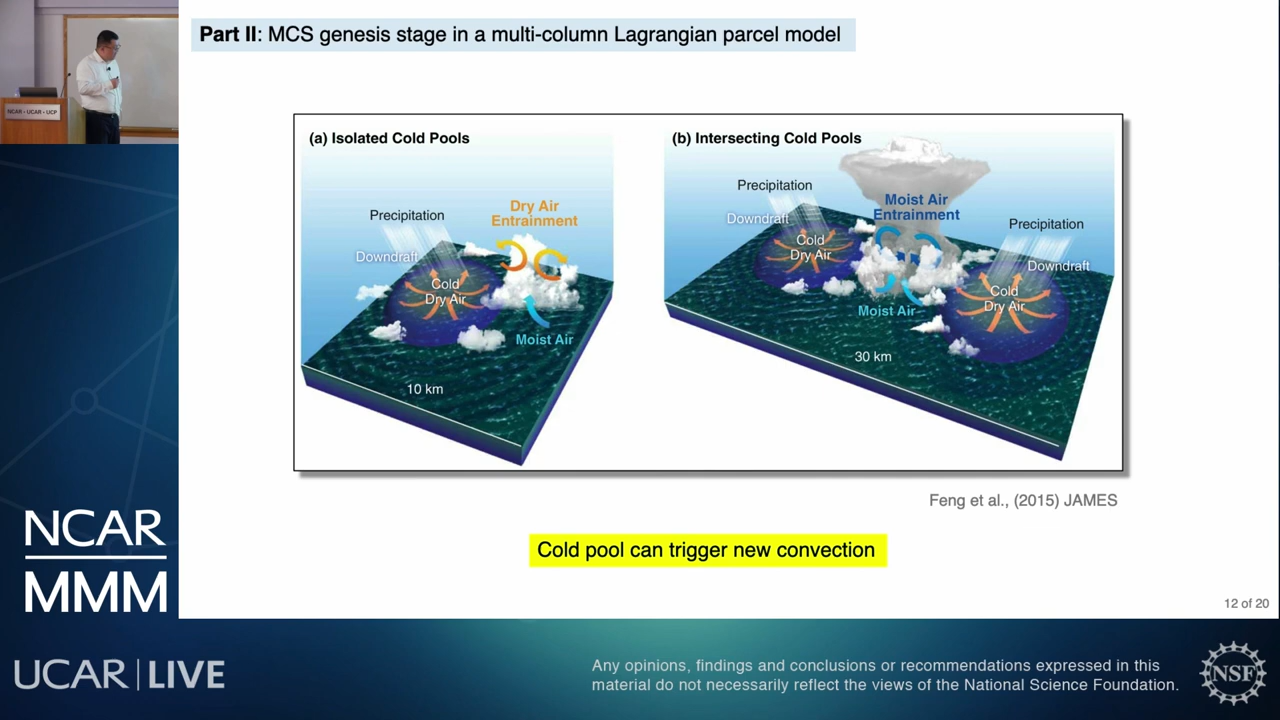 Part II: MCS genesis stage in a multi-column Lagrangian parcel model
NCAR - UCAR - UCP
(a) Isolated Cold Pools
Precipitation
Dry Air
Entrainment
Downdraft
Cold
Dry Air
Moist Air
10 km
(b) Intersecting Cold Pools
Precipitation
Downdraft
Cold
Dry Air
Moist Air
Entrainment
Precipitation
Downdraft
Cold
Dry Air
Moist Air
30 km
Feng et al., (2015) JAMES
Cold pool can trigger new convection
12 of 20
NCAR
MMM
UCAR | LIVE
Any opinions, findings and conclusions or recommendations expressed in this
material do not necessarily reflect the views of the National Science Foundation.
NSF